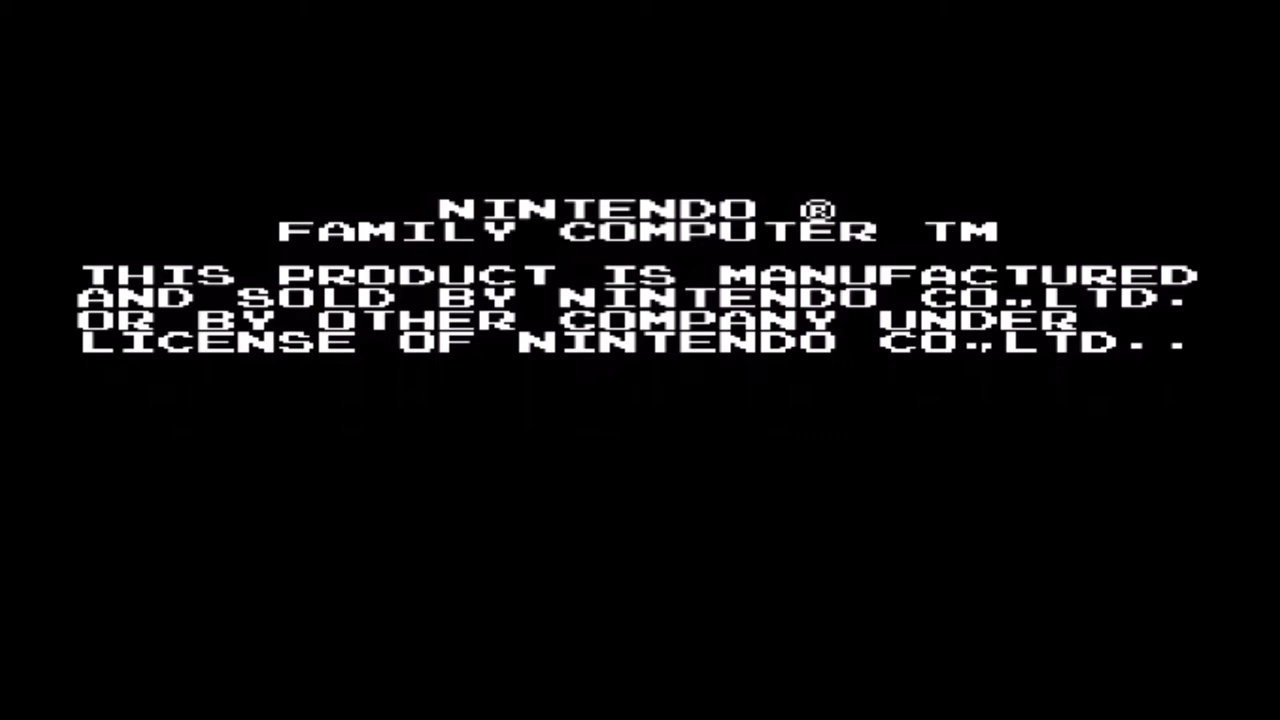 NINTENDO ®
FAMILY COMPUTER TM
THIS PRODUCT IS MANUFACTURED
AND SOLD BY NINTENDO CO.,LTD.
OR BY OTHER COMPANY UNDER
LICENSE OF NINTENDO CO.,LTD..